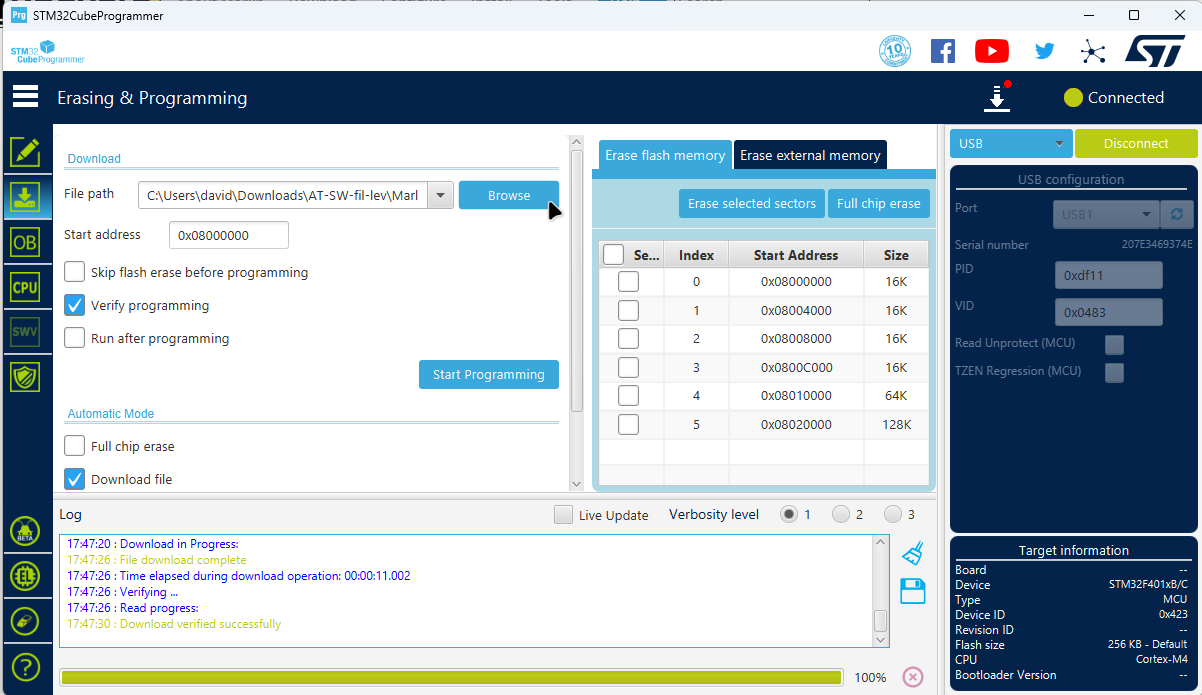 Prg STM32CubeProgrammer
STM32
CubeProgrammer
10 YEARS
Erasing & Programming
Connected
Download
File path C:\Users\david\Downloads\AT-SW-fil-lev\Marl Browse
Start address 0x08000000
Skip flash erase before programming
Verify programming
Run after programming
Start Programming
Automatic Mode
Full chip erase
Download file
OB
CPU
SWV
BETA
EL
?
Erase flash memory Erase external memory
Erase selected sectors Full chip erase
Se... Index Start Address Size
0 0x08000000 16K
1 0x08004000 16K
2 0x08008000 16K
3 0x0800C000 16K
4 0x08010000 64K
5 0x08020000 128K
USB Disconnect
USB configuration
Port USB1
Serial number 207E3469374E
PID 0xdf11
VID 0x0483
Read Unprotect (MCU)
TZEN Regression (MCU)
Log Live Update Verbosity level 1 2 3
17:47:20 : Download in Progress:
17:47:26 : File download complete
17:47:26 : Time elapsed during download operation: 00:00:11.002
17:47:26 : Verifying ...
17:47:26 : Read progress:
17:47:30 : Download verified successfully
100%
Target information
Board --
Device STM32F401xB/C
Type MCU
Device ID 0x423
Revision ID --
Flash size 256 KB - Default
CPU Cortex-M4
Bootloader Version --